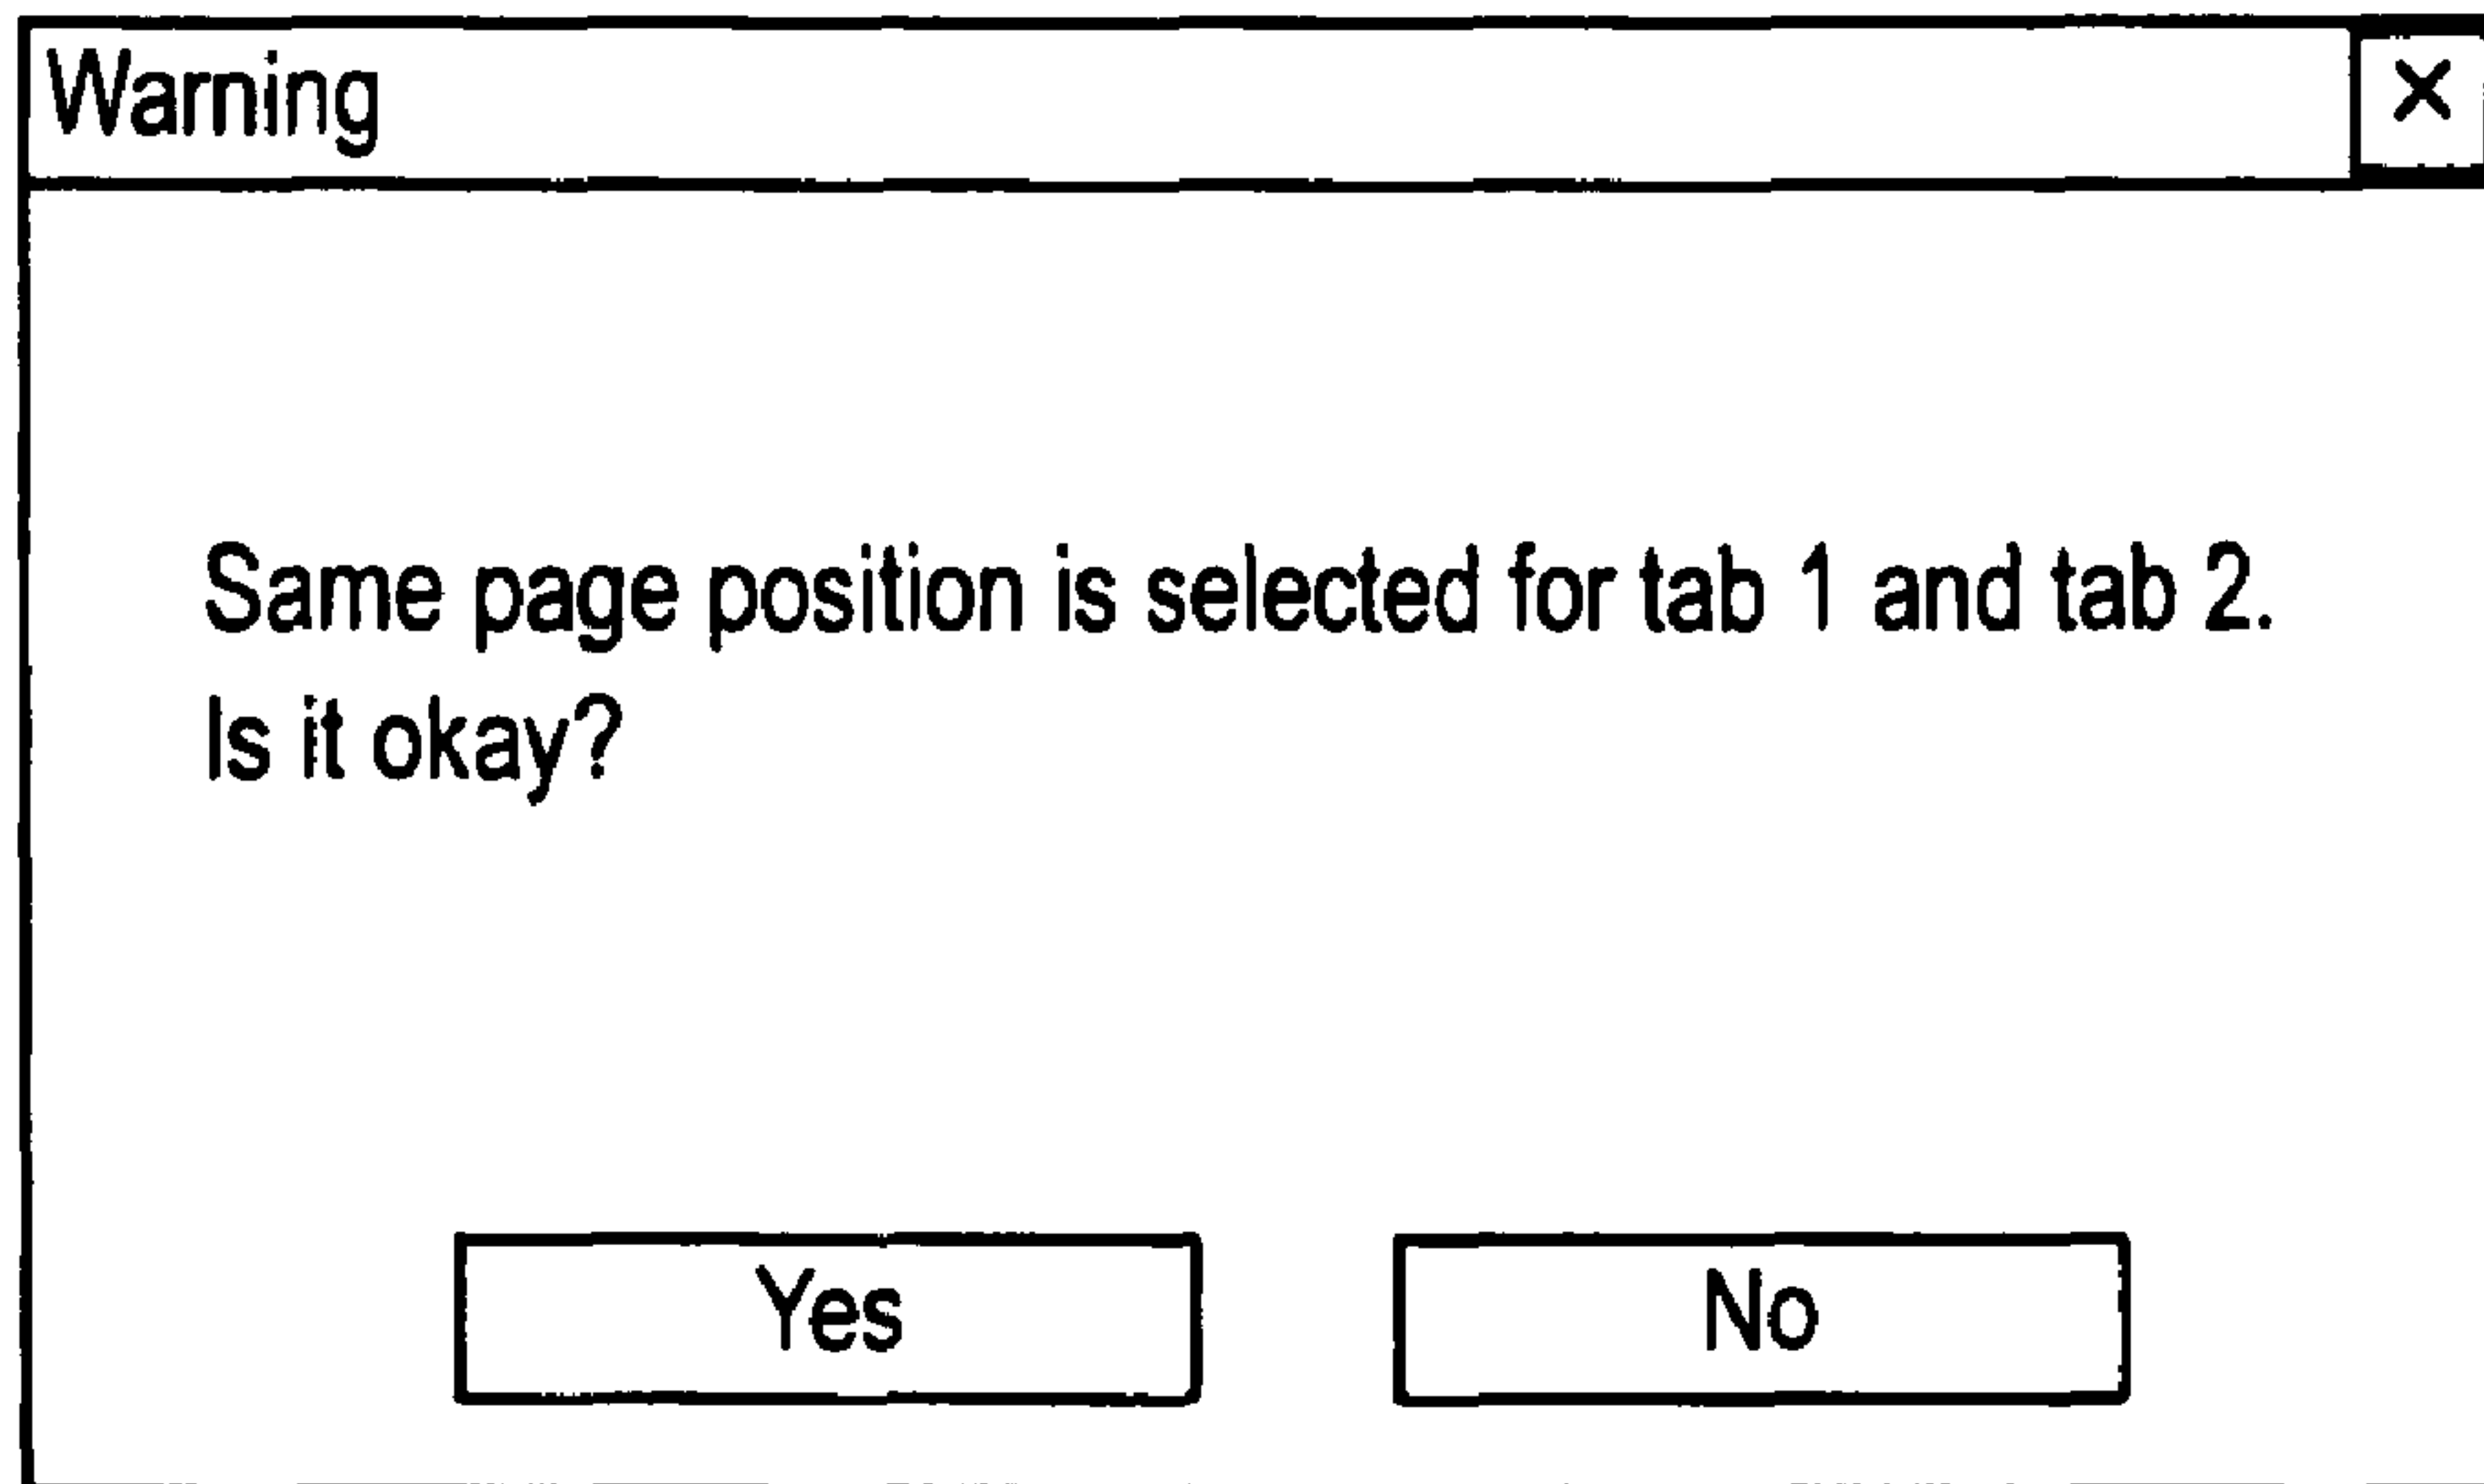 Warning ×
Same page position is selected for tab 1 and tab 2.
Is it okay?
Yes No